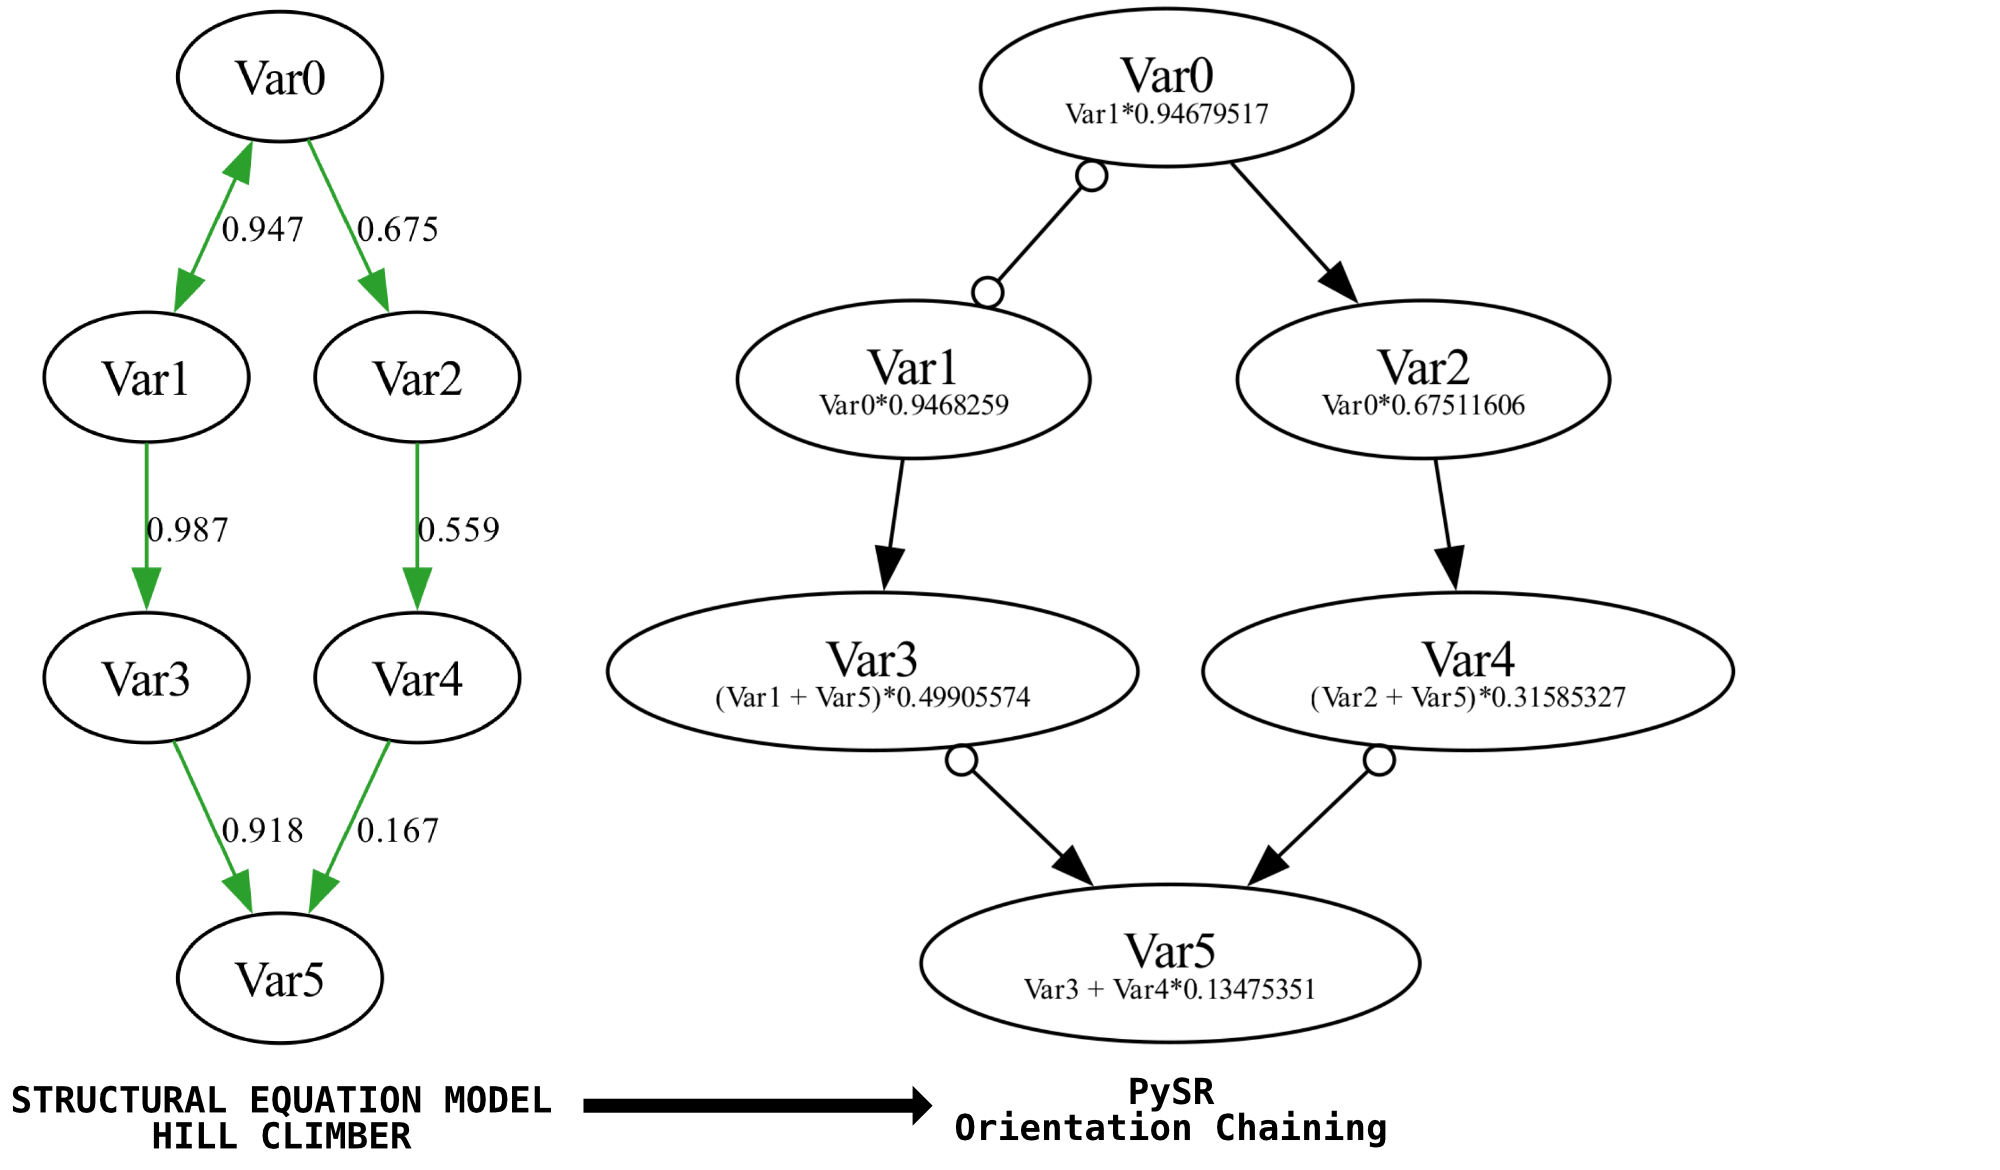 Var0
0.947
0.675
Var1
Var2
0.987
0.559
Var3
Var4
0.918
0.167
Var5
STRUCTURAL EQUATION MODEL
HILL CLIMBER
Var0
Var1*0.94679517
Var1
Var0*0.9468259
Var2
Var0*0.67511606
Var3
(Var1 + Var5)*0.49905574
Var4
(Var2 + Var5)*0.31585327
Var5
Var3 + Var4*0.13475351
PySR
Orientation Chaining